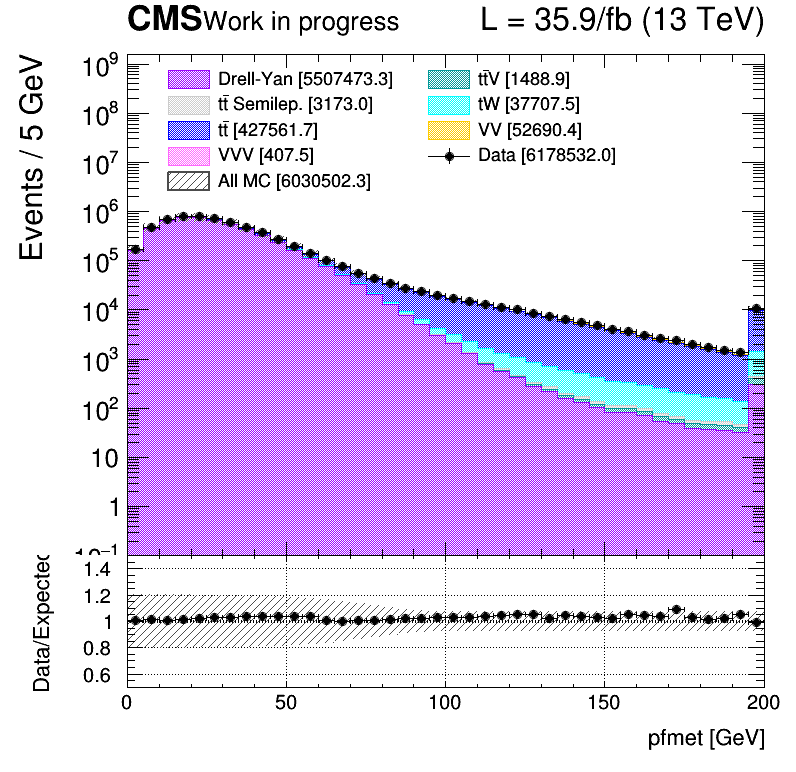 CMS Work in progress L = 35.9/fb (13 TeV)
Events / 5 GeV
Drell-Yan [5507473.3] tt̄V [1488.9]
tt̄ Semilep. [3173.0] tW [37707.5]
tt̄ [427561.7] VV [52690.4]
VVV [407.5] Data [6178532.0]
All MC [6030502.3]
10⁹
10⁸
10⁷
10⁶
10⁵
10⁴
10³
10²
10
1
10⁻¹
Data/Expected
1.4
1.2
1
0.8
0.6
0 50 100 150 200
pfmet [GeV]